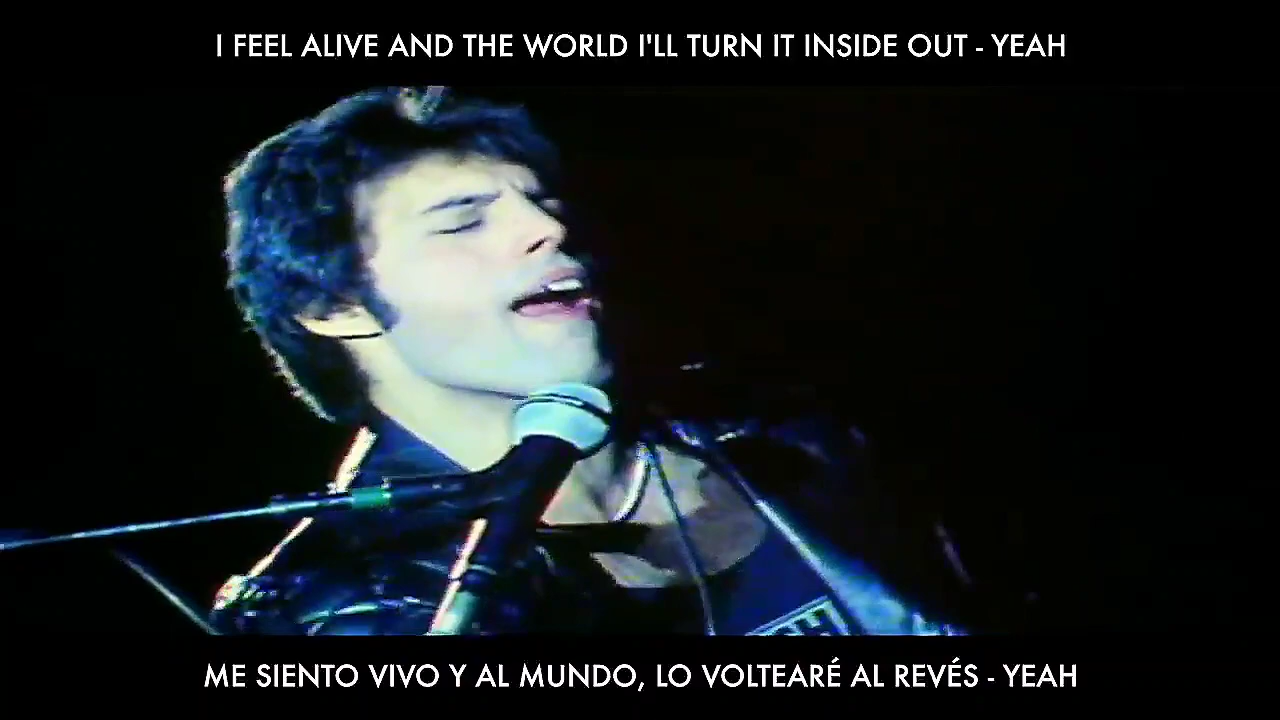 I FEEL ALIVE AND THE WORLD I'LL TURN IT INSIDE OUT - YEAH
ME SIENTO VIVO Y AL MUNDO, LO VOLTEARÉ AL REVÉS - YEAH